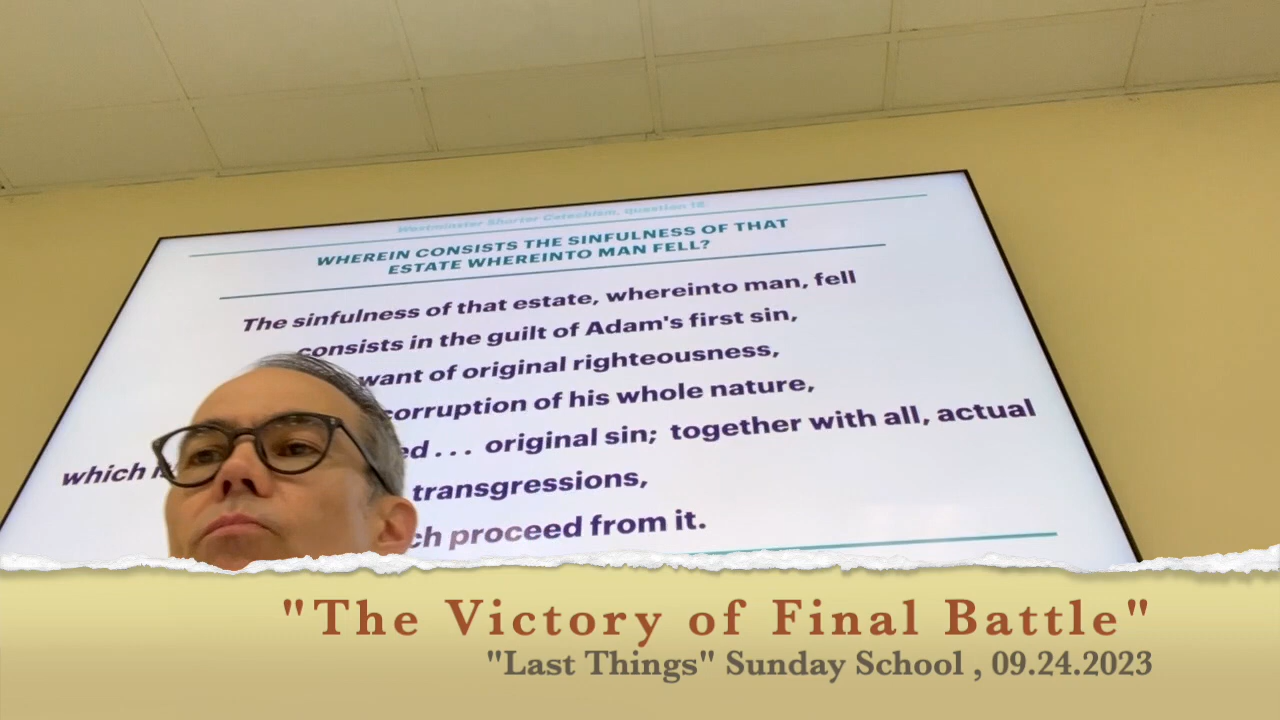 Westminster Shorter Catechism, question 18
WHEREIN CONSISTS THE SINFULNESS OF THAT
ESTATE WHEREINTO MAN FELL?
The sinfulness of that estate, whereinto man, fell
consists in the guilt of Adam's first sin,
want of original righteousness,
corruption of his whole nature,
which is ed . . . original sin; together with all, actual
transgressions,
ch proceed from it.
"The Victory of Final Battle"
"Last Things" Sunday School , 09.24.2023